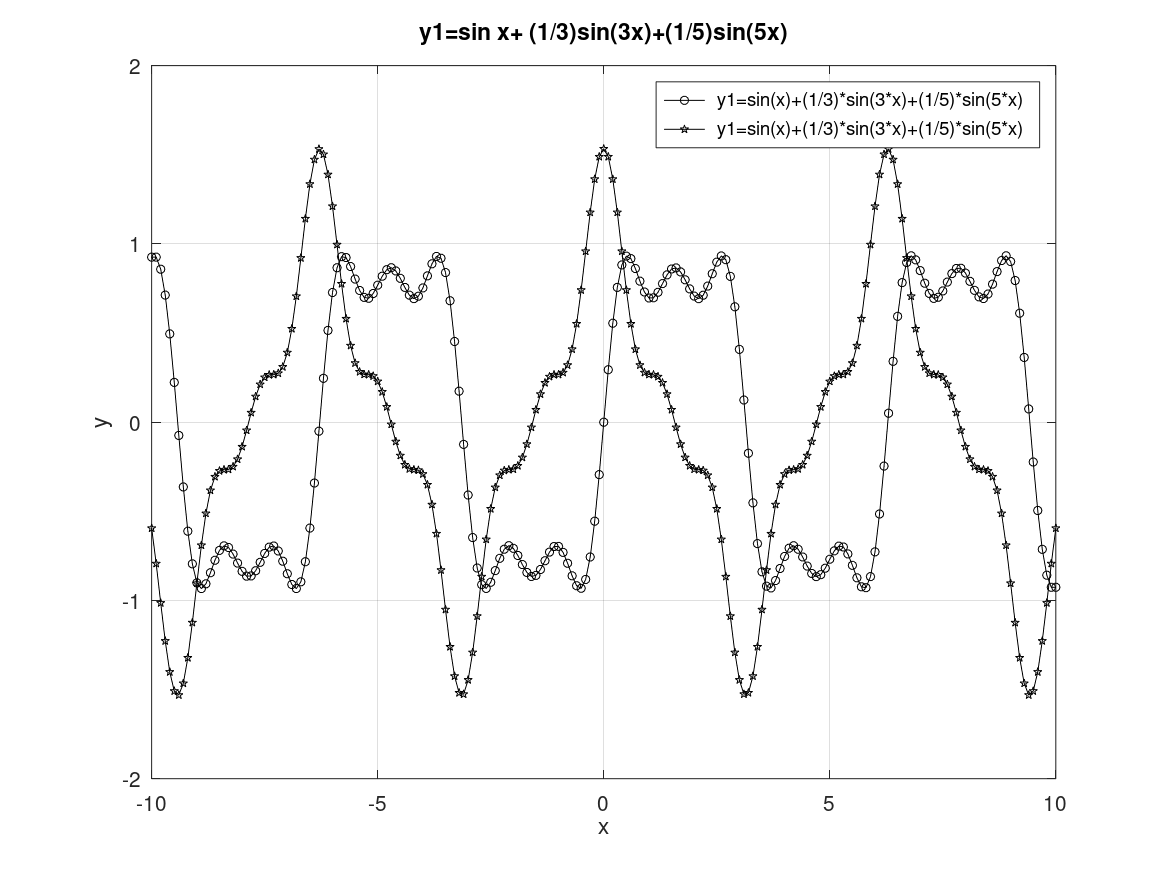 y1=sin x+ (1/3)sin(3x)+(1/5)sin(5x)
y1=sin(x)+(1/3)*sin(3*x)+(1/5)*sin(5*x)
y1=sin(x)+(1/3)*sin(3*x)+(1/5)*sin(5*x)
2
1
0
-1
-2
y
-10 -5 0 5 10
x